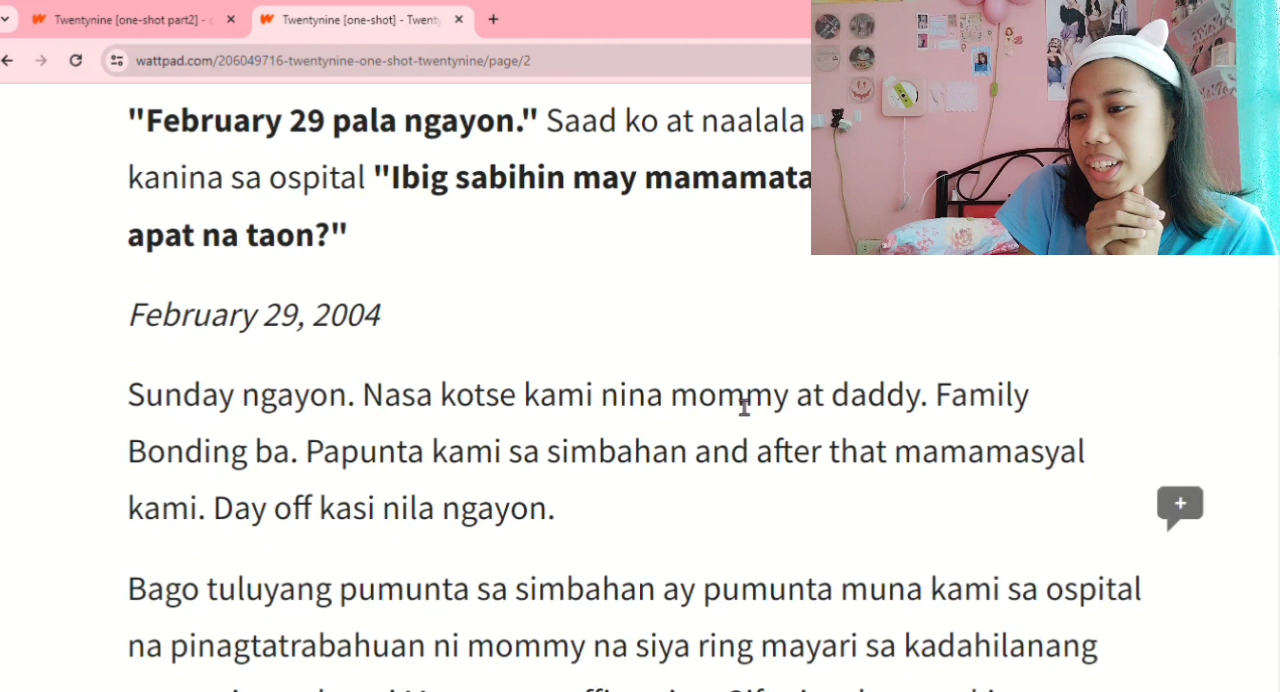 Twentynine [one-shot part2] -
Twentynine [one-shot] - Twenty
wattpad.com/206049716-twentynine-one-shot-twentynine/page/2
"February 29 pala ngayon." Saad ko at naalala
kanina sa ospital "Ibig sabihin may mamamata
apat na taon?"
February 29, 2004
Sunday ngayon. Nasa kotse kami nina mommy at daddy. Family
Bonding ba. Papunta kami sa simbahan and after that mamamasyal
kami. Day off kasi nila ngayon.
Bago tuluyang pumunta sa simbahan ay pumunta muna kami sa ospital
na pinagtatrabahuan ni mommy na siya ring mayari sa kadahilanang